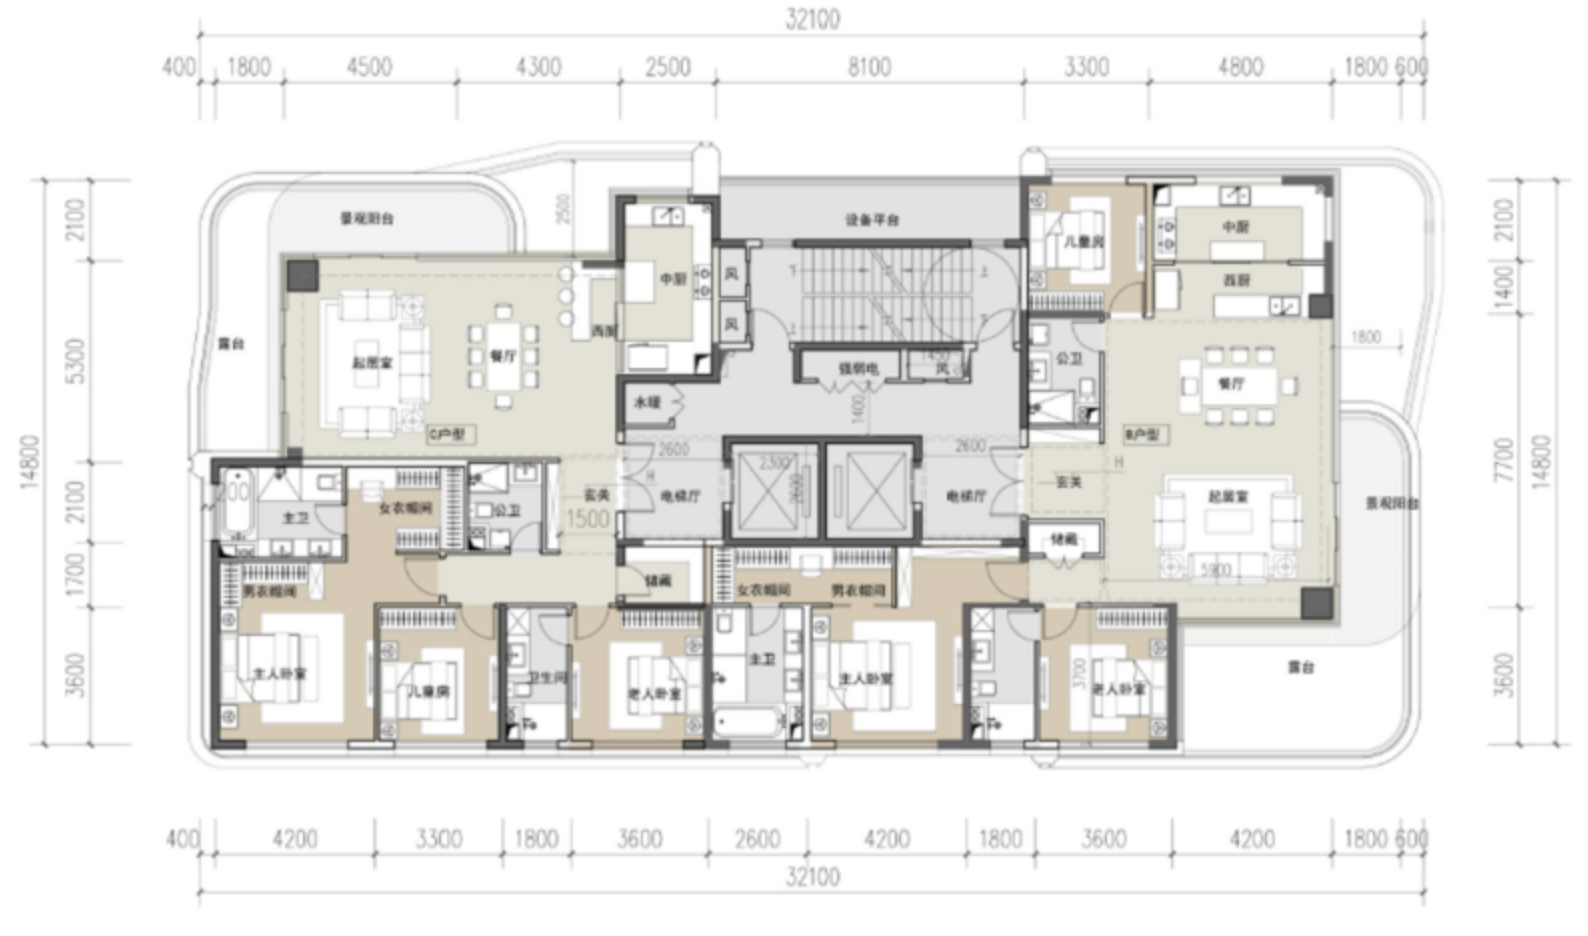 32100
400 1800 4500 4300 2500 8100 3300 4800 1800 600
2100 5300 2100 1700 3600
14800
2100 1400 7700 3600
14800
景观阳台
2500
设备平台
中厨
儿童房
中厨
风
西厨
西厨
风
露台
起居室
餐厅
强弱电
1450
风
公卫
餐厅
1800
水暖
1400
C户型
B户型
2600
2300
2600
2600
H
H
主卫
女衣帽间
公卫
玄关
1500
电梯厅
电梯厅
玄关
起居室
景观阳台
储藏
5900
男衣帽间
储藏
女衣帽间
男衣帽间
主人卧室
儿童房
卫生间
老人卧室
主卫
主人卧室
3700
老人卧室
露台
400 4200 3300 1800 3600 2600 4200 1800 3600 4200 1800 600
32100